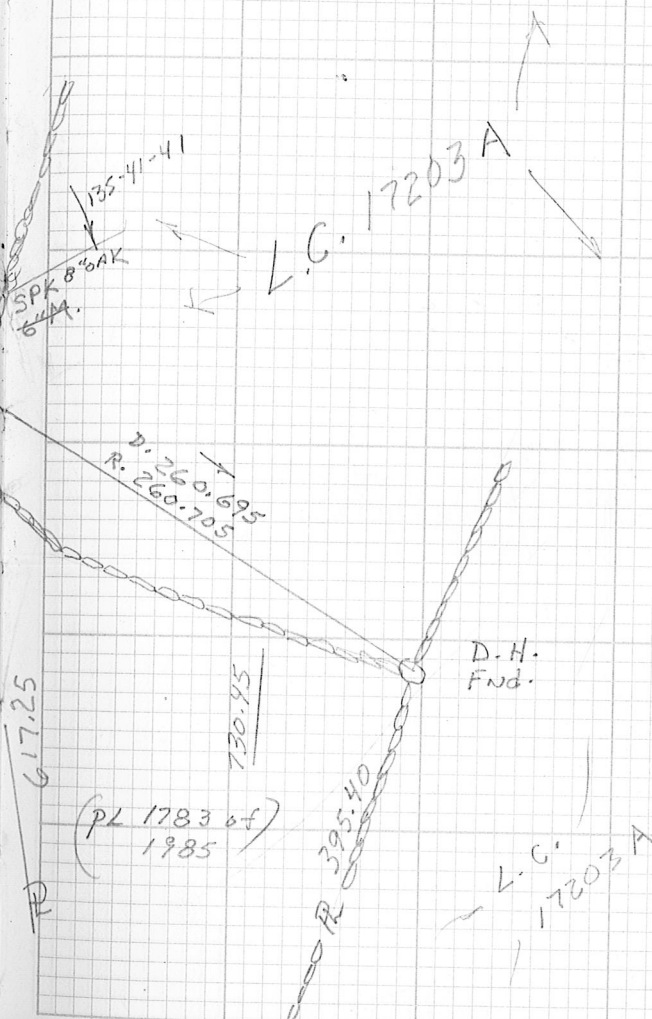 L.C. 17203 A
135-41-41
SPK 8" OAK
6" M.
D. 260.695
R. 260.705
D.H.
Fnd.
617.25
730.45
(PL 1783 of
1985)
395.40
PL
L.C.
17203 A